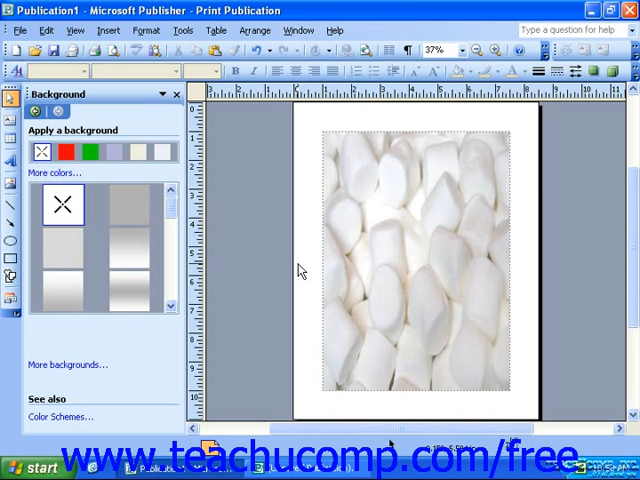 Publication1 - Microsoft Publisher - Print Publication
File Edit View Insert Format Tools Table Arrange Window Help
Type a question for help
37%
Background
Apply a background
More colors...
More backgrounds...
See also
Color Schemes...
start
www.teachucomp.com/free